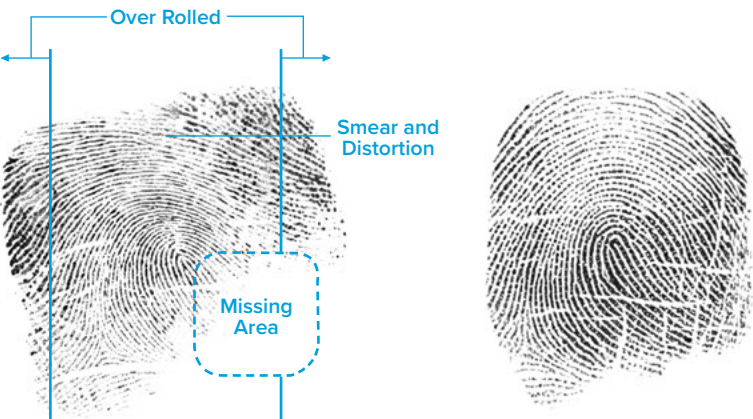 Over Rolled
Smear and
Distortion
Missing
Area